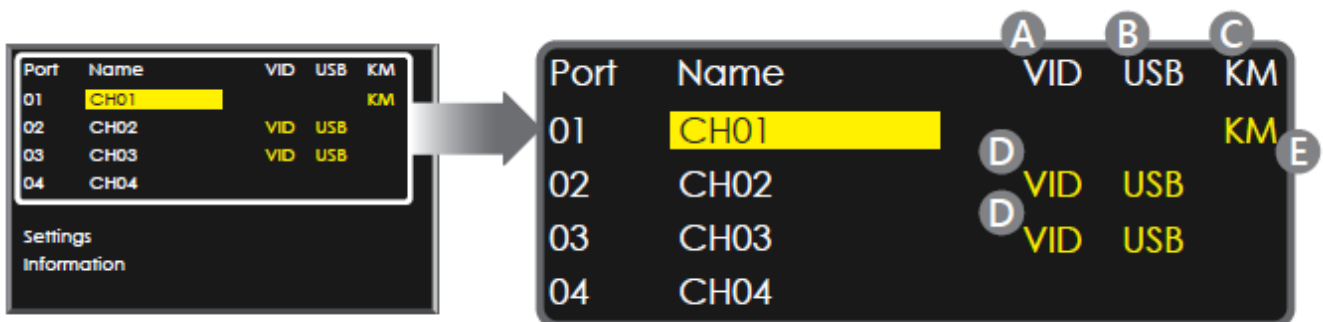 Port Name VID USB KM
01 CH01 KM
02 CH02 VID USB
03 CH03 VID USB
04 CH04
Settings
Information
A B C
Port Name VID USB KM
01 CH01 KM E
D
02 CH02 VID USB
D
03 CH03 VID USB
04 CH04